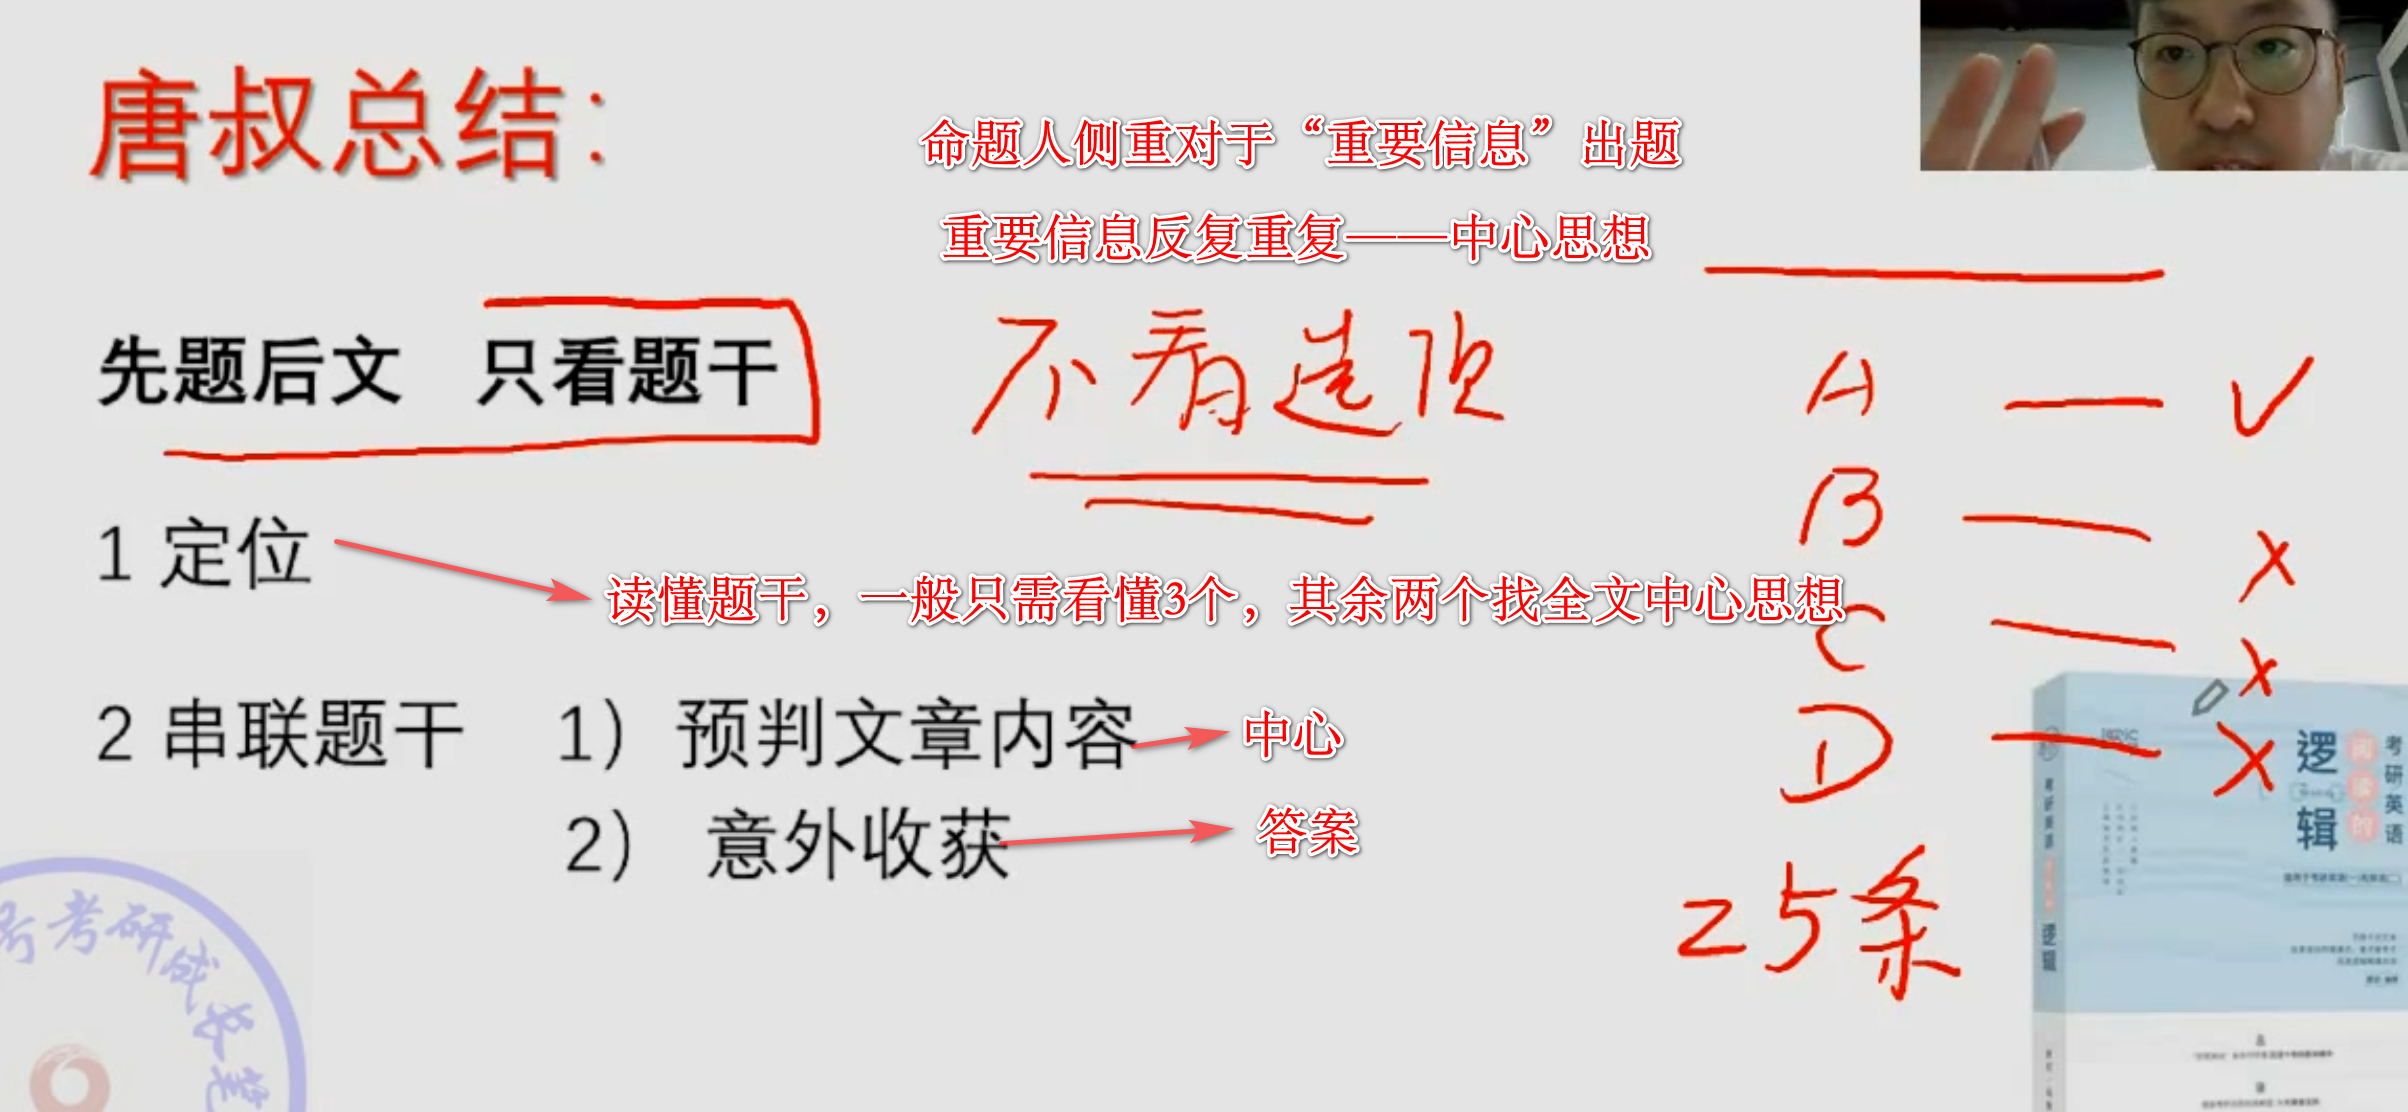 唐叔总结：
命题人侧重对于“重要信息”出题
重要信息反复重复——中心思想
先题后文 只看题干
不看选项
A — ✓
B — ×
C — ×
D — ×
1 定位
读懂题干，一般只需看懂3个，其余两个找全文中心思想
2 串联题干 1）预判文章内容
中心
2） 意外收获
答案
25条
考研英语
阅读的
逻辑
逻辑
考研